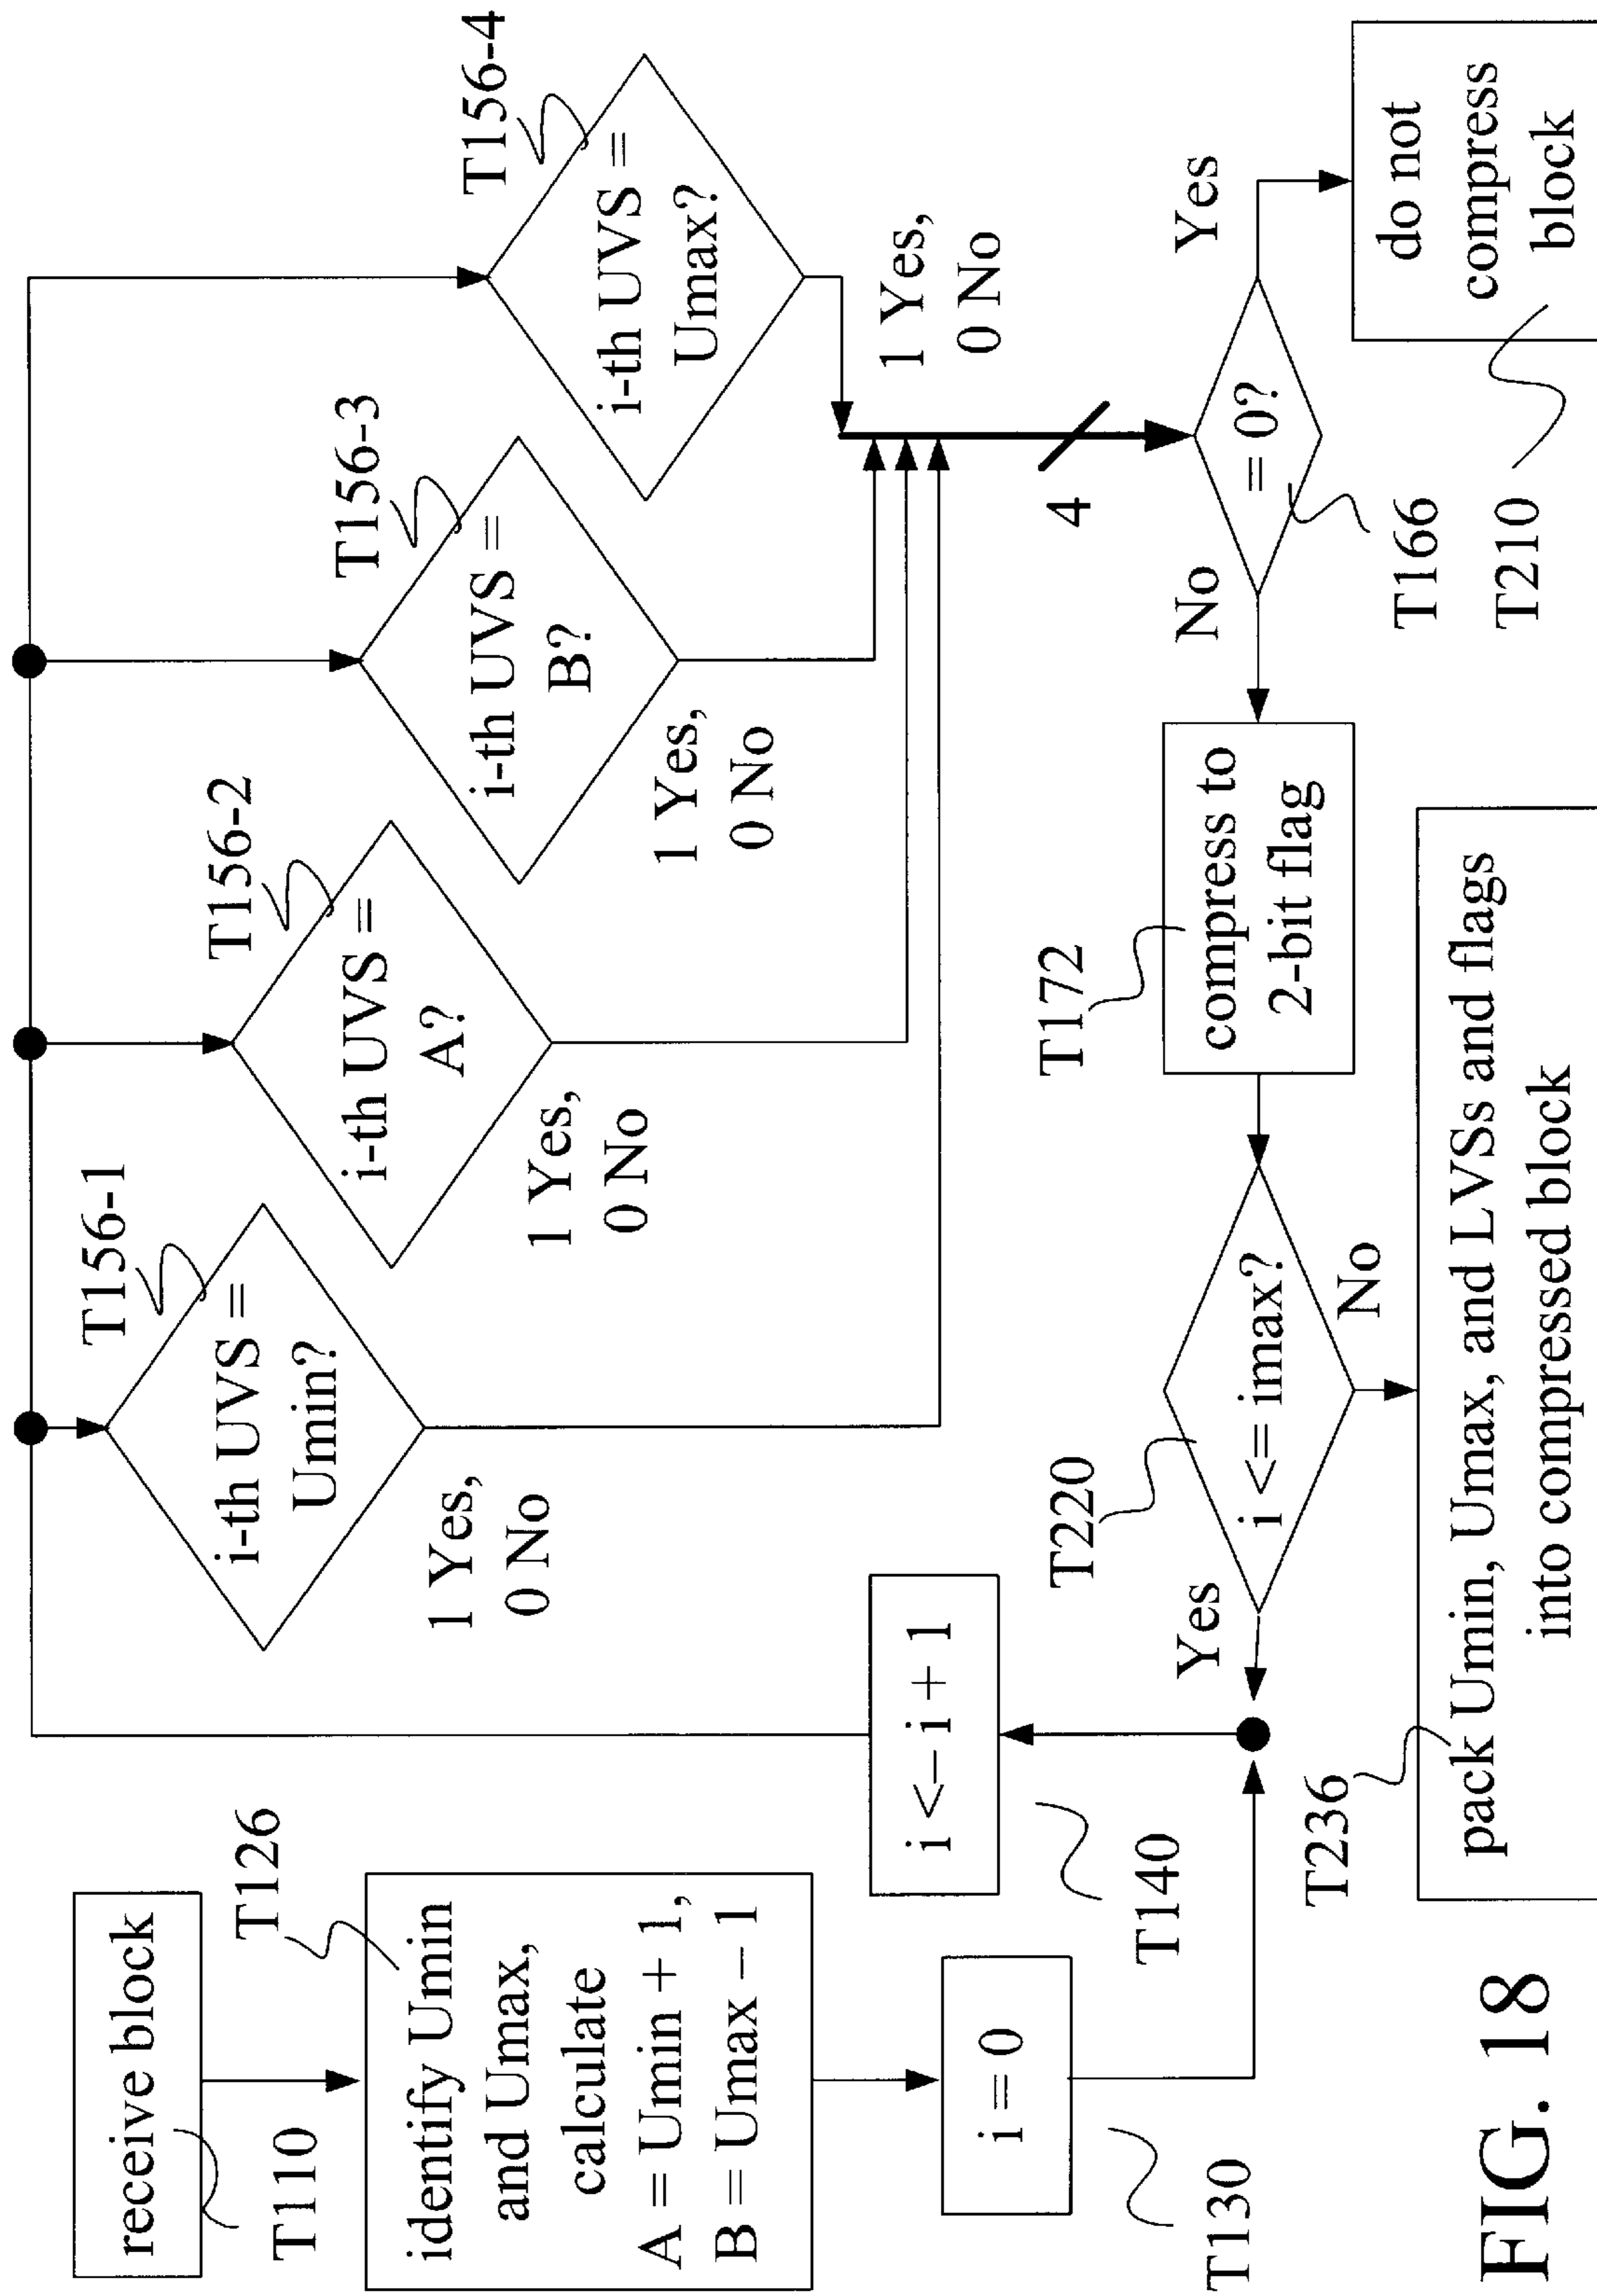 receive block
T110
identify Umin
and Umax,
calculate
A = Umin + 1,
B = Umax – 1
T126
i = 0
T130
i <– i + 1
T140
i-th UVS =
Umin?
T156-1
1 Yes,
0 No
i-th UVS =
A?
T156-2
1 Yes,
0 No
i-th UVS =
B?
T156-3
1 Yes,
0 No
i-th UVS =
Umax?
T156-4
1 Yes,
0 No
4
= 0?
T166
Yes
No
do not
compress
block
T210
compress to
2-bit flag
T172
i <= imax?
T220
Yes
No
pack Umin, Umax, and LVSs and flags
into compressed block
T236
FIG. 18